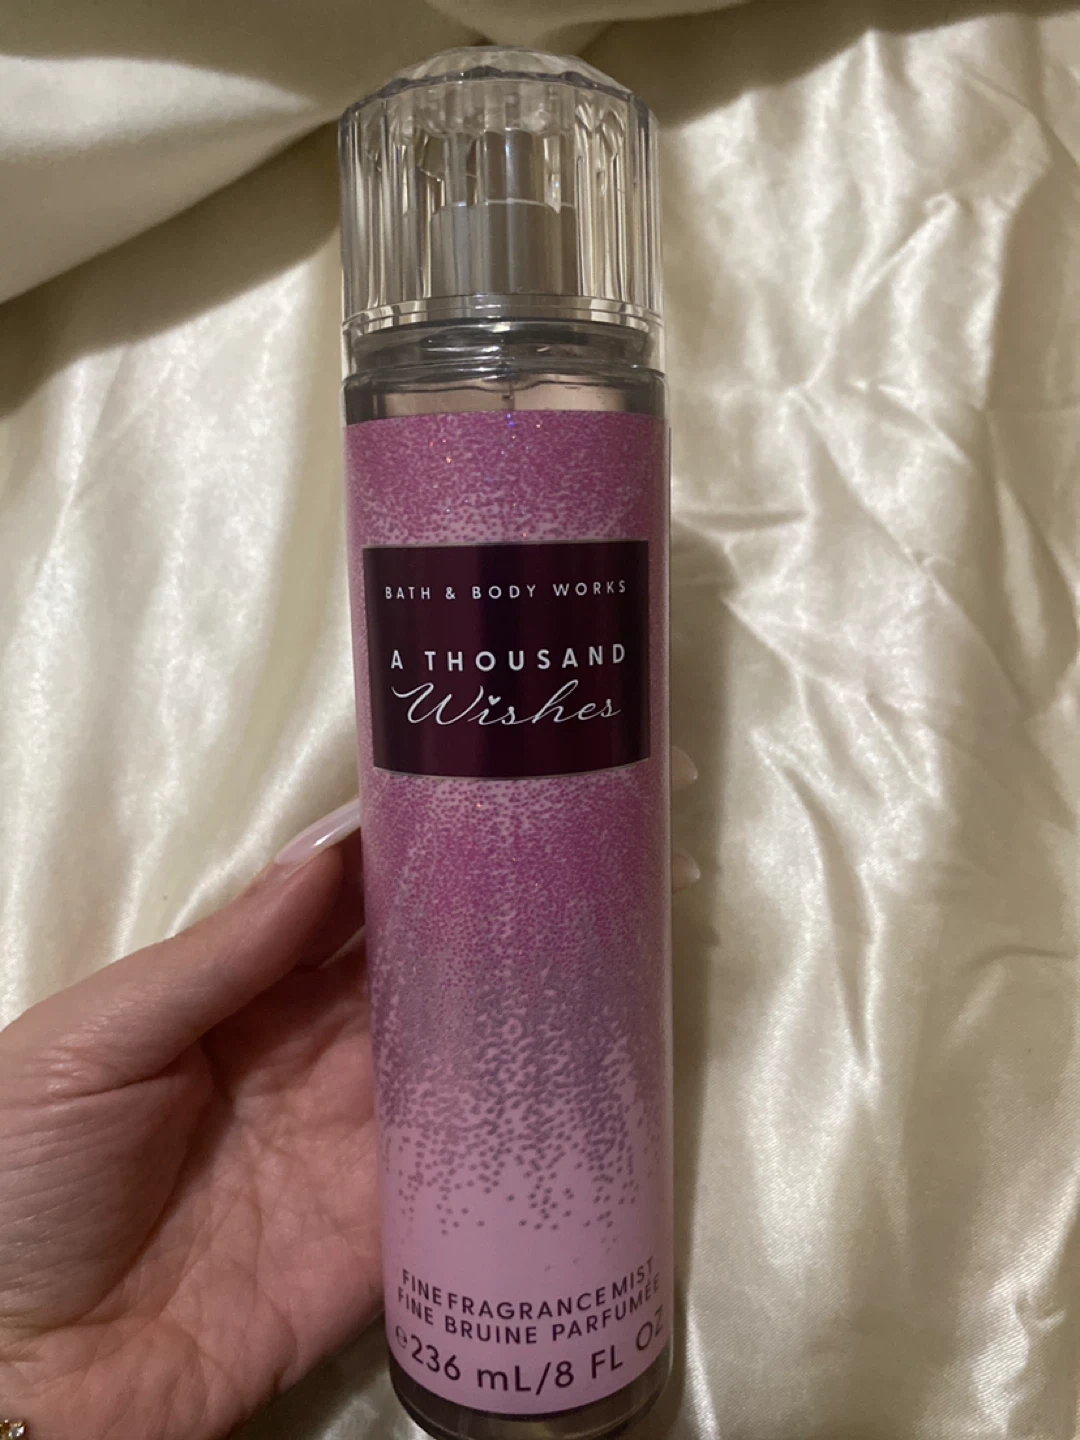 BATH & BODY WORKS
A THOUSAND
Wishes
FINE FRAGRANCE MIST
FINE BRUINE PARFUMÉE
℮236 mL/8 FL OZ